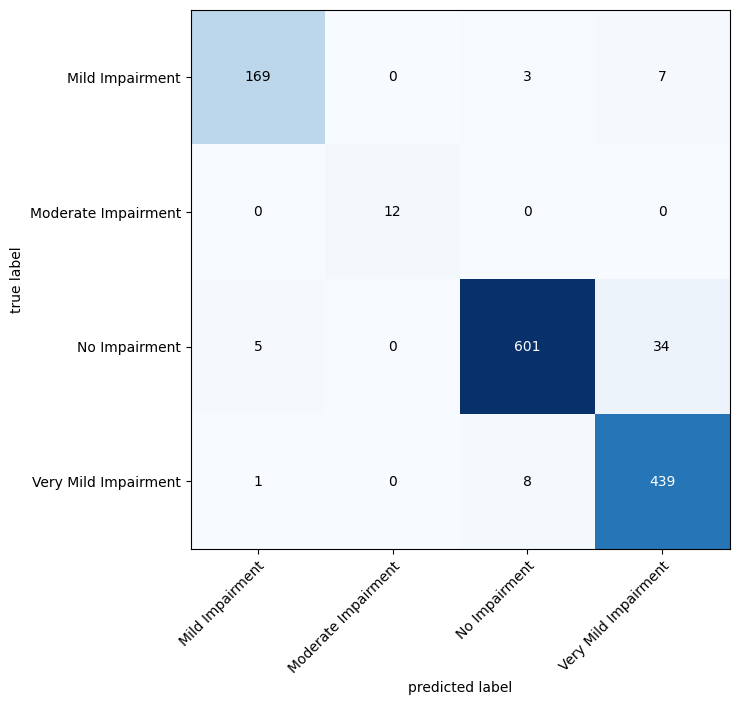 Mild Impairment 169 0 3 7
Moderate Impairment 0 12 0 0
No Impairment 5 0 601 34
Very Mild Impairment 1 0 8 439
true label
Mild Impairment
Moderate Impairment
No Impairment
Very Mild Impairment
predicted label